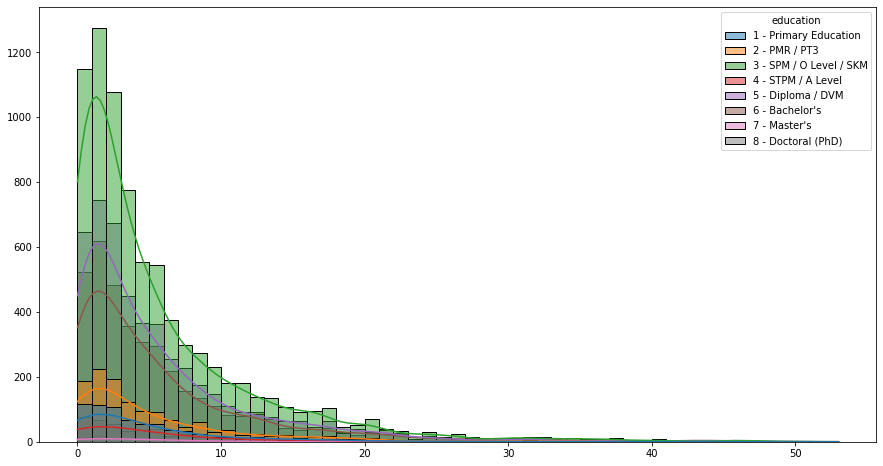 education
1 - Primary Education
2 - PMR / PT3
3 - SPM / O Level / SKM
4 - STPM / A Level
5 - Diploma / DVM
6 - Bachelor's
7 - Master's
8 - Doctoral (PhD)
1200
1000
800
600
400
200
0
0 10 20 30 40 50